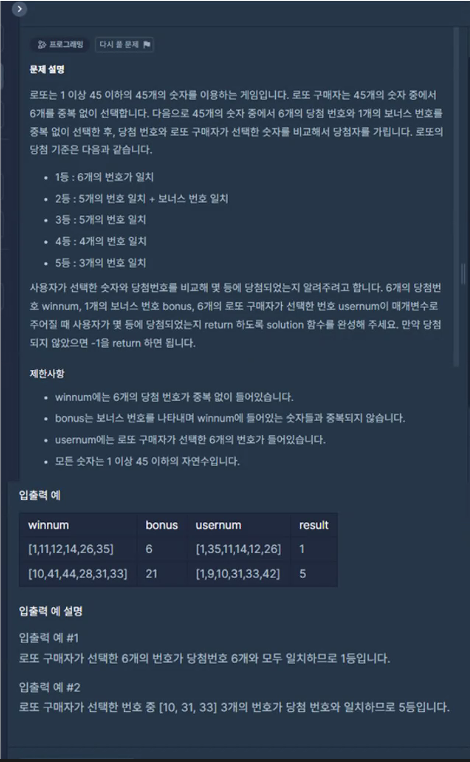 프로그래밍 다시 풀 문제
문제 설명
로또는 1 이상 45 이하의 45개의 숫자를 이용하는 게임입니다. 로또 구매자는 45개의 숫자 중에서
6개를 중복 없이 선택합니다. 다음으로 45개의 숫자 중에서 6개의 당첨 번호와 1개의 보너스 번호를
중복 없이 선택한 후, 당첨 번호와 로또 구매자가 선택한 숫자를 비교해서 당첨자를 가립니다. 로또의
당첨 기준은 다음과 같습니다.
• 1등 : 6개의 번호가 일치
• 2등 : 5개의 번호 일치 + 보너스 번호 일치
• 3등 : 5개의 번호 일치
• 4등 : 4개의 번호 일치
• 5등 : 3개의 번호 일치
사용자가 선택한 숫자와 당첨번호를 비교해 몇 등에 당첨되었는지 알려주려고 합니다. 6개의 당첨번
호 winnum, 1개의 보너스 번호 bonus, 6개의 로또 구매자가 선택한 번호 usernum이 매개변수로
주어질 때 사용자가 몇 등에 당첨되었는지 return 하도록 solution 함수를 완성해 주세요. 만약 당첨
되지 않았으면 -1을 return 하면 됩니다.
제한사항
• winnum에는 6개의 당첨 번호가 중복 없이 들어있습니다.
• bonus는 보너스 번호를 나타내며 winnum에 들어있는 숫자들과 중복되지 않습니다.
• usernum에는 로또 구매자가 선택한 6개의 번호가 들어있습니다.
• 모든 숫자는 1 이상 45 이하의 자연수입니다.
입출력 예
winnum bonus usernum result
[1,11,12,14,26,35] 6 [1,35,11,14,12,26] 1
[10,41,44,28,31,33] 21 [1,9,10,31,33,42] 5
입출력 예 설명
입출력 예 #1
로또 구매자가 선택한 6개의 번호가 당첨번호 6개와 모두 일치하므로 1등입니다.
입출력 예 #2
로또 구매자가 선택한 번호 중 [10, 31, 33] 3개의 번호가 당첨 번호와 일치하므로 5등입니다.